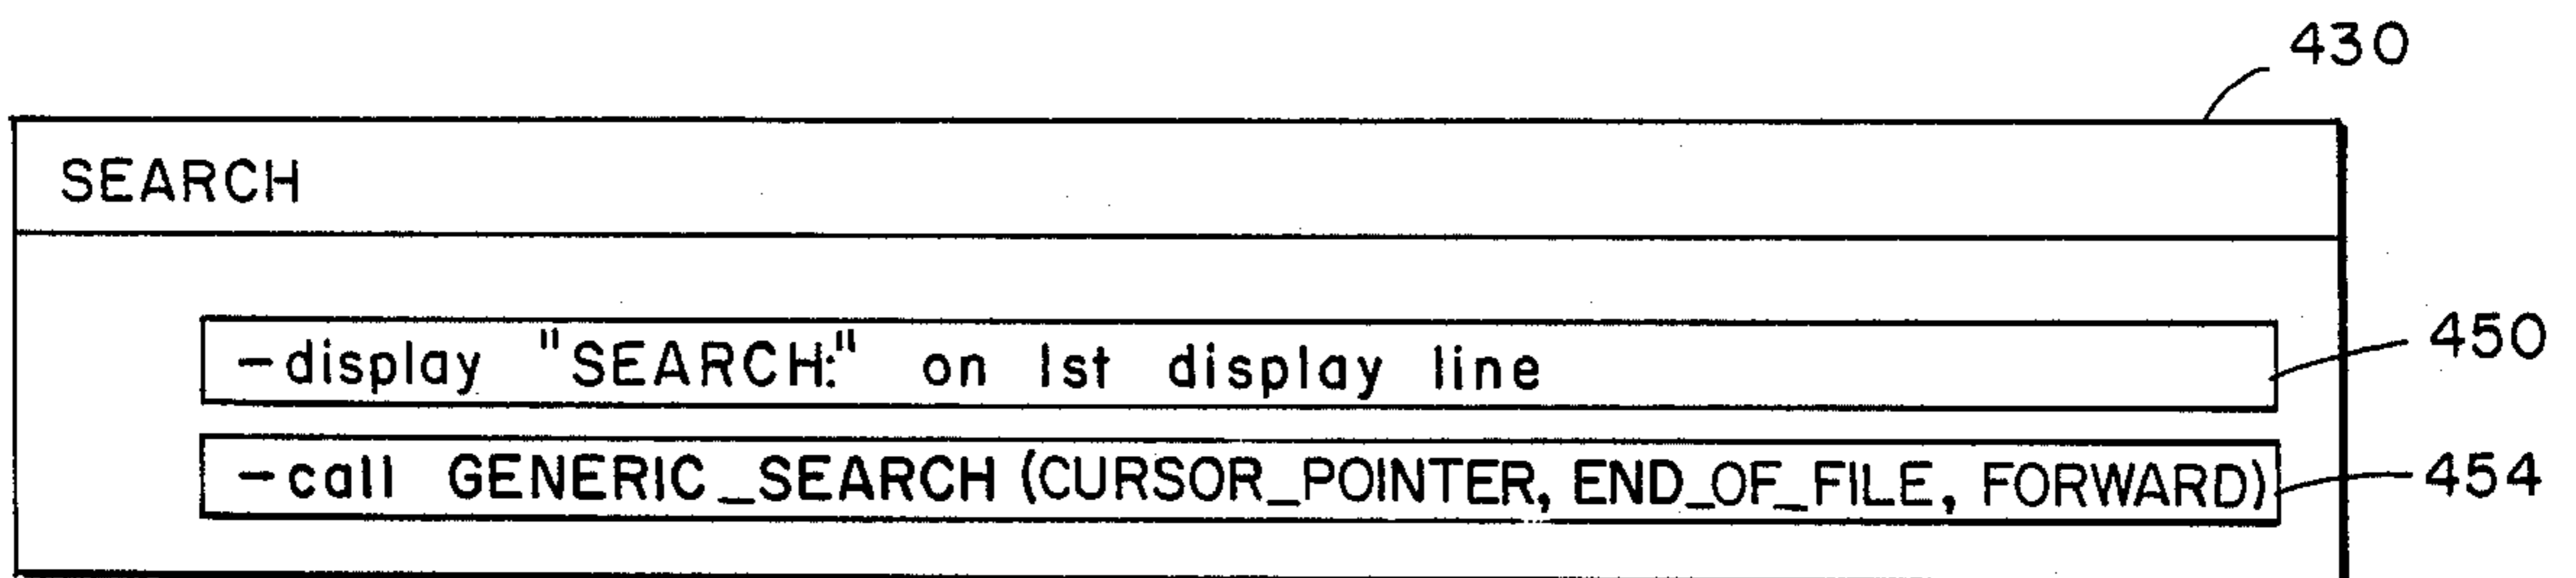 430
SEARCH
-display "SEARCH:" on 1st display line
450
-call GENERIC_SEARCH (CURSOR_POINTER, END_OF_FILE, FORWARD)
454